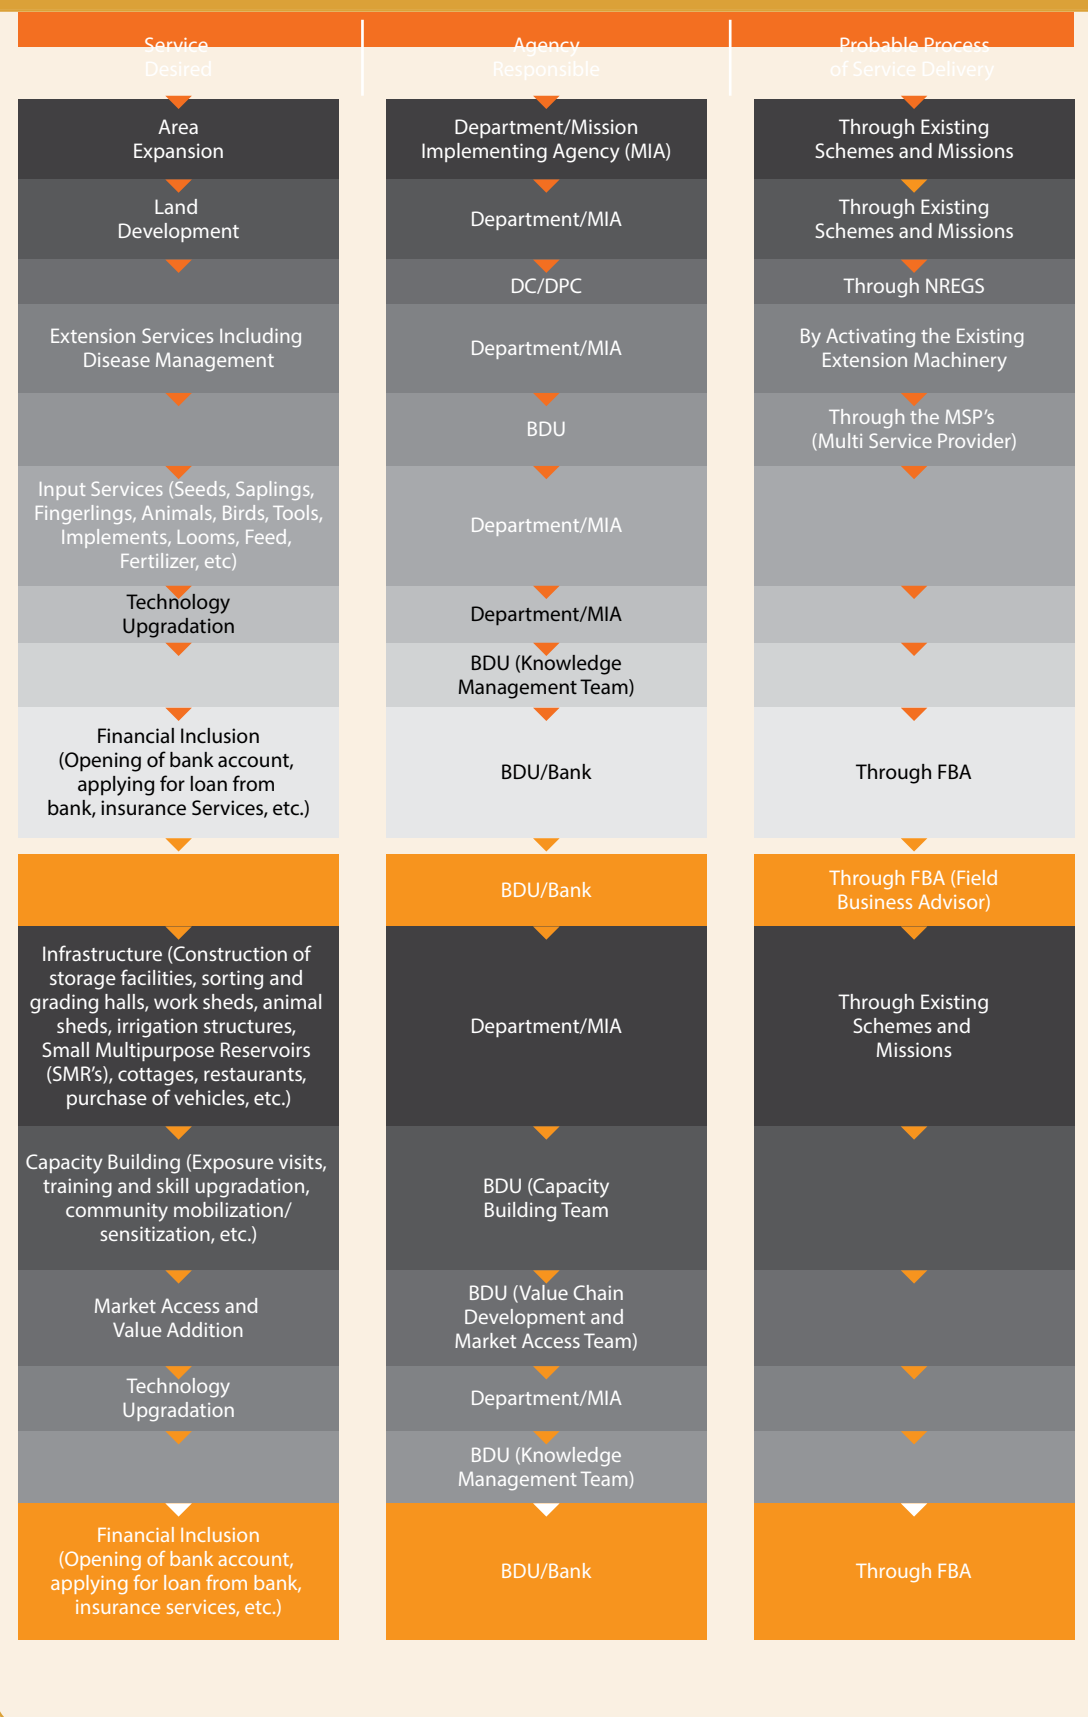 Service
Desired
Agency
Responsible
Probable Process
of Service Delivery
Area
Expansion
Department/Mission
Implementing Agency (MIA)
Through Existing
Schemes and Missions
Land
Development
Department/MIA
Through Existing
Schemes and Missions
DC/DPC
Through NREGS
Extension Services Including
Disease Management
Department/MIA
By Activating the Existing
Extension Machinery
BDU
Through the MSP's
(Multi Service Provider)
Input Services (Seeds, Saplings,
Fingerlings, Animals, Birds, Tools,
Implements, Looms, Feed,
Fertilizer, etc)
Department/MIA
Technology
Upgradation
Department/MIA
BDU (Knowledge
Management Team)
Financial Inclusion
(Opening of bank account,
applying for loan from
bank, insurance Services, etc.)
BDU/Bank
Through FBA
BDU/Bank
Through FBA (Field
Business Advisor)
Infrastructure (Construction of
storage facilities, sorting and
grading halls, work sheds, animal
sheds, irrigation structures,
Small Multipurpose Reservoirs
(SMR's), cottages, restaurants,
purchase of vehicles, etc.)
Department/MIA
Through Existing
Schemes and
Missions
Capacity Building (Exposure visits,
training and skill upgradation,
community mobilization/
sensitization, etc.)
BDU (Capacity
Building Team
Market Access and
Value Addition
BDU (Value Chain
Development and
Market Access Team)
Technology
Upgradation
Department/MIA
BDU (Knowledge
Management Team)
Financial Inclusion
(Opening of bank account,
applying for loan from bank,
insurance services, etc.)
BDU/Bank
Through FBA